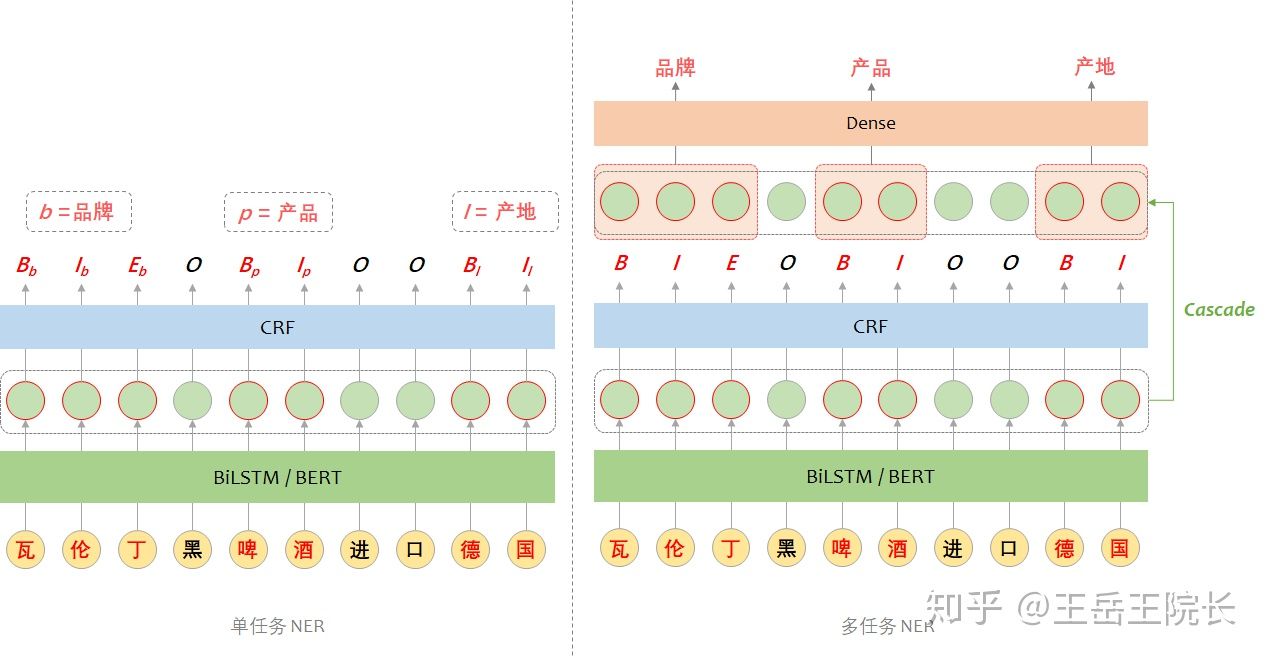 b =品牌
p = 产品
l = 产地
B_b I_b E_b O B_p I_p O O B_l I_l
CRF
BiLSTM / BERT
瓦 伦 丁 黑 啤 酒 进 口 德 国
单任务 NER
品牌 产品 产地
Dense
B I E O B I O O B I
Cascade
CRF
BiLSTM / BERT
瓦 伦 丁 黑 啤 酒 进 口 德 国
多任务 NER
知乎 @王岳王院长